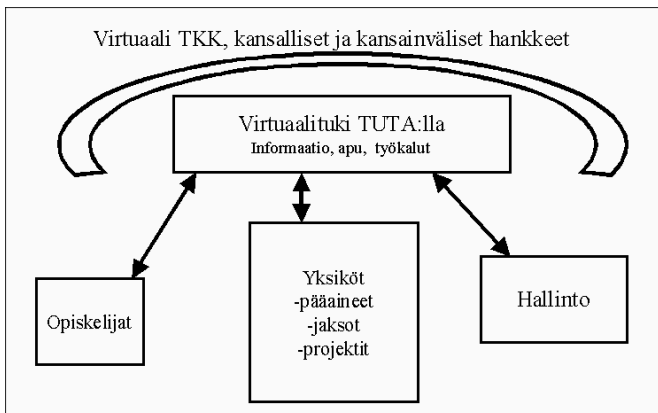 Virtuaali TKK, kansalliset ja kansainväliset hankkeet
Virtuaalituki TUTA:lla
Informaatio, apu, työkalut
Opiskelijat
Yksiköt
-pääaineet
-jaksot
-projektit
Hallinto